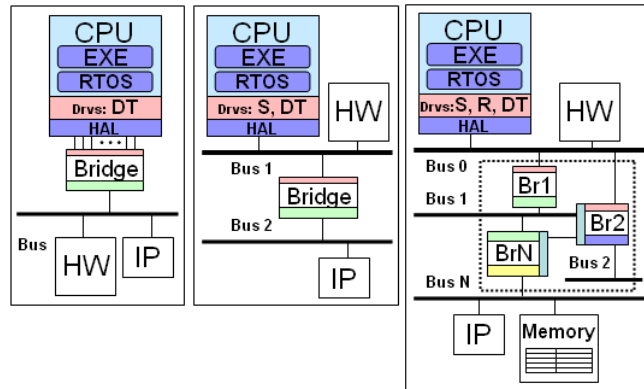 CPU
EXE
RTOS
Drvs: DT
HAL
...
Bridge
Bus
HW
IP
CPU
EXE
RTOS
Drvs: S, DT
HAL
HW
Bus 1
Bridge
Bus 2
IP
CPU
EXE
RTOS
Drvs: S, R, DT
HAL
HW
Bus 0
Br1
Bus 1
Br2
BrN
Bus 2
Bus N
IP
Memory